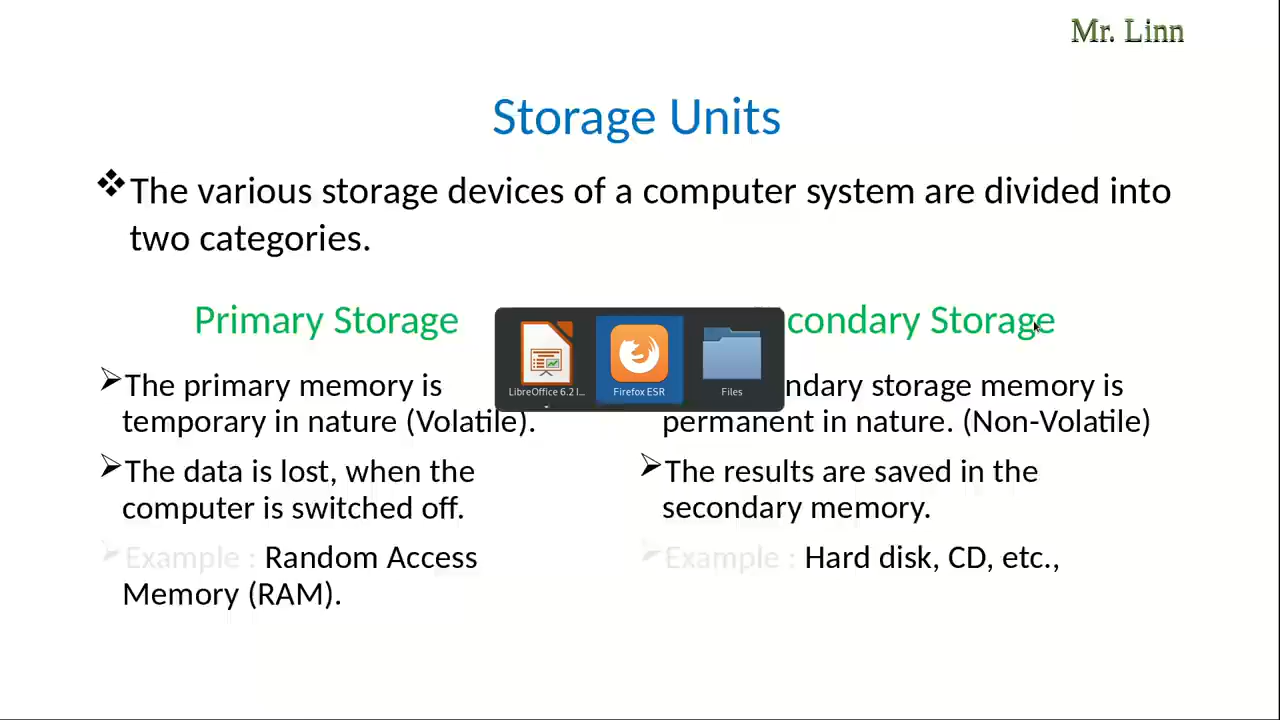 Mr. Linn
Storage Units
❖The various storage devices of a computer system are divided into
two categories.
Primary Storage
➢The primary memory is
temporary in nature (Volatile).
➢The data is lost, when the
computer is switched off.
➢Example : Random Access
Memory (RAM).
condary Storage
ndary storage memory is
permanent in nature. (Non-Volatile)
➢The results are saved in the
secondary memory.
➢Example : Hard disk, CD, etc.,
LibreOffice 6.2 I...
Firefox ESR
Files